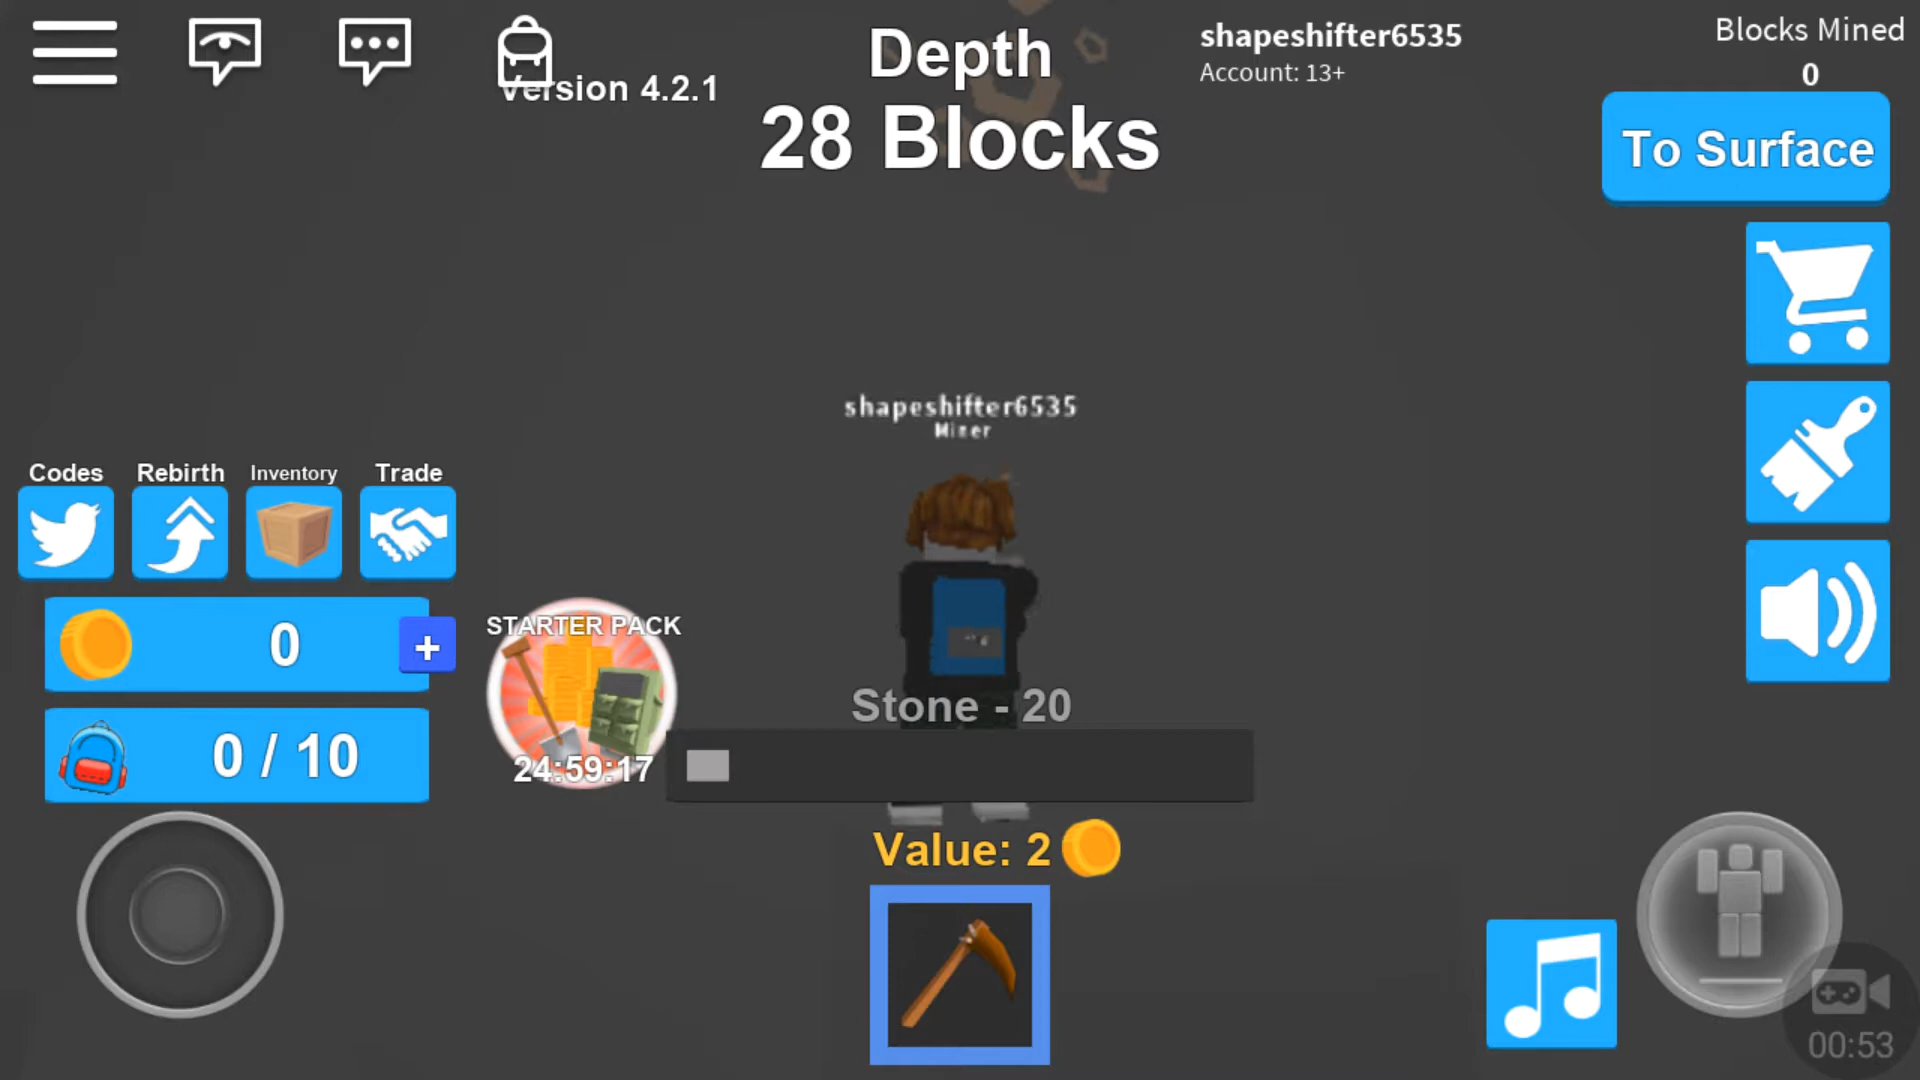 Version 4.2.1
Depth
28 Blocks
shapeshifter6535
Account: 13+
Blocks Mined
0
To Surface
shapeshifter6535
Miner
Codes
Rebirth
Inventory
Trade
0
+
0 / 10
STARTER PACK
24:59:17
Stone - 20
Value: 2
00:53